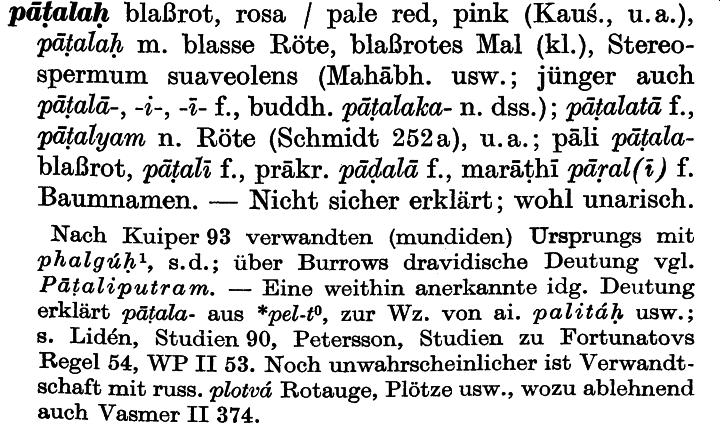 pāṭalaḥ blaßrot, rosa / pale red, pink (Kauś., u. a.),
pāṭalaḥ m. blasse Röte, blaßrotes Mal (kl.), Stereo-
spermum suaveolens (Mahābh. usw.; jünger auch
pāṭalā-, -i-, -ī- f., buddh. pāṭalaka- n. dss.); pāṭalatā f.,
pāṭalyam n. Röte (Schmidt 252a), u. a.; pāli pāṭala-
blaßrot, pāṭalī f., prākr. pāḍalā f., marāṭhī pāṛal(ī) f.
Baumnamen. — Nicht sicher erklärt; wohl unarisch.
Nach Kuiper 93 verwandten (mundiden) Ursprungs mit
phalgúḥ¹, s.d.; über Burrows dravidische Deutung vgl.
Pāṭaliputram. — Eine weithin anerkannte idg. Deutung
erklärt pāṭala- aus *pel-t⁰, zur Wz. von ai. palitáḥ usw.;
s. Lidén, Studien 90, Petersson, Studien zu Fortunatovs
Regel 54, WP II 53. Noch unwahrscheinlicher ist Verwandt-
schaft mit russ. plotvá Rotauge, Plötze usw., wozu ablehnend
auch Vasmer II 374.